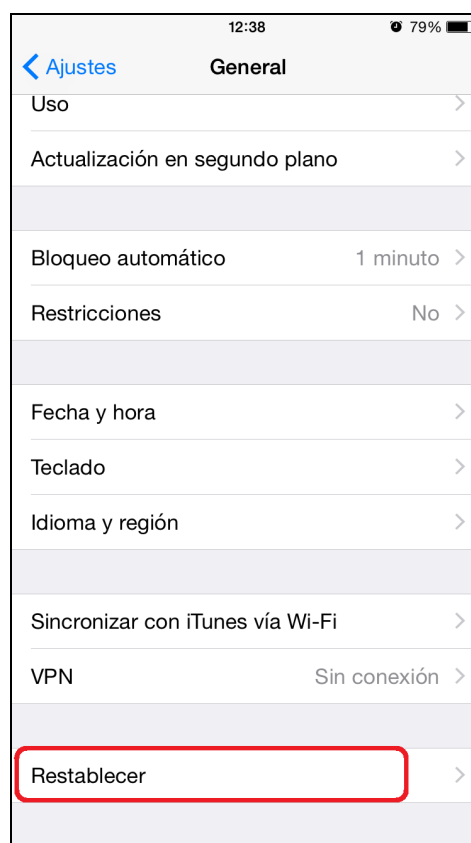 12:38 79%
Ajustes General
Uso
Actualización en segundo plano
Bloqueo automático 1 minuto
Restricciones No
Fecha y hora
Teclado
Idioma y región
Sincronizar con iTunes vía Wi-Fi
VPN Sin conexión
Restablecer